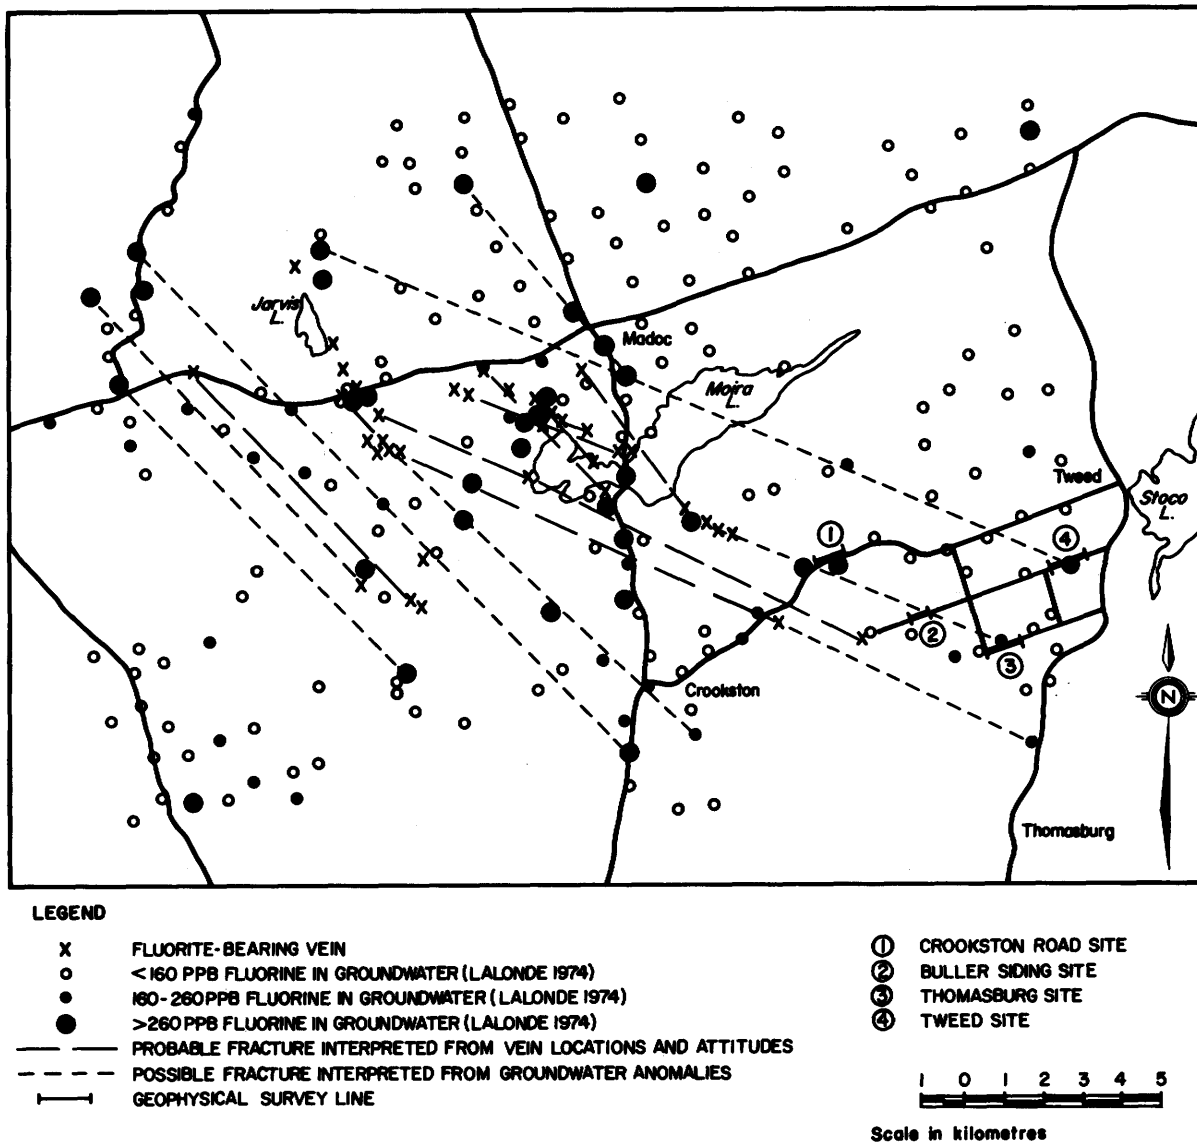 Jarvis
L.
Madoc
Moira
L.
Tweed
Stoco
L.
1
4
2
3
N
Crookston
Thomasburg
LEGEND
x FLUORITE-BEARING VEIN
<160 PPB FLUORINE IN GROUNDWATER (LALONDE 1974)
160-260PPB FLUORINE IN GROUNDWATER (LALONDE 1974)
>260 PPB FLUORINE IN GROUNDWATER (LALONDE 1974)
PROBABLE FRACTURE INTERPRETED FROM VEIN LOCATIONS AND ATTITUDES
POSSIBLE FRACTURE INTERPRETED FROM GROUNDWATER ANOMALIES
GEOPHYSICAL SURVEY LINE
1 CROOKSTON ROAD SITE
2 BULLER SIDING SITE
3 THOMASBURG SITE
4 TWEED SITE
1 0 1 2 3 4 5
Scale in kilometres